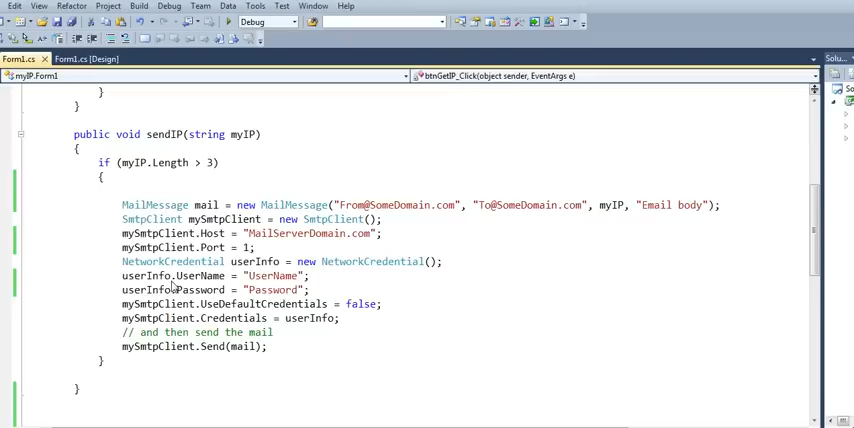 Edit View Refactor Project Build Debug Team Data Tools Test Window Help
Debug
Form1.cs Form1.cs [Design]
Solu...
myIP.Form1 btnGetIP_Click(object sender, EventArgs e)
So
}
}
public void sendIP(string myIP)
{
if (myIP.Length > 3)
{
MailMessage mail = new MailMessage("From@SomeDomain.com", "To@SomeDomain.com", myIP, "Email body");
SmtpClient mySmtpClient = new SmtpClient();
mySmtpClient.Host = "MailServerDomain.com";
mySmtpClient.Port = 1;
NetworkCredential userInfo = new NetworkCredential();
userInfo.UserName = "UserName";
userInfo.Password = "Password";
mySmtpClient.UseDefaultCredentials = false;
mySmtpClient.Credentials = userInfo;
// and then send the mail
mySmtpClient.Send(mail);
}
}